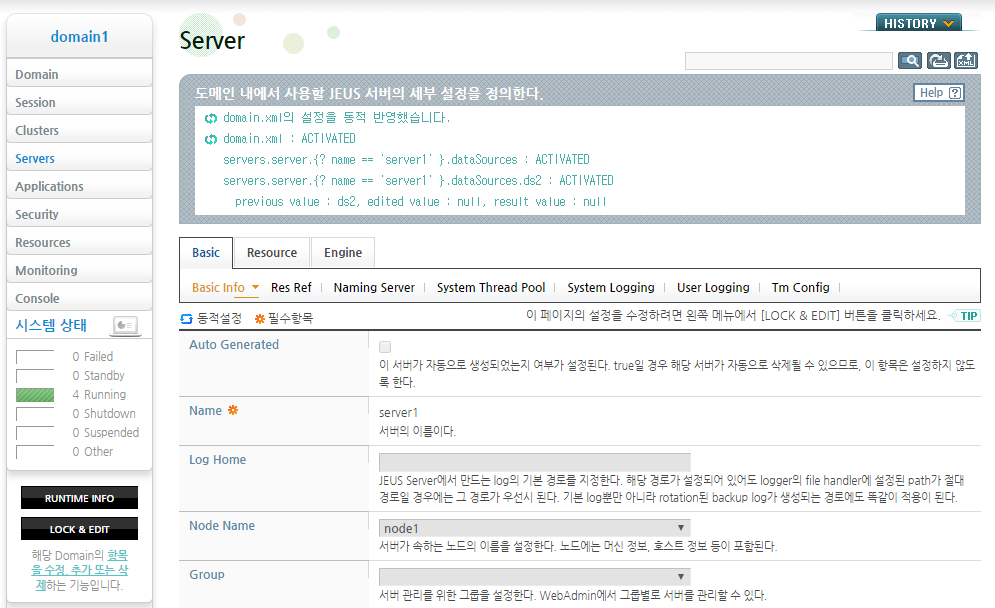 domain1
Domain
Session
Clusters
Servers
Applications
Security
Resources
Monitoring
Console
시스템 상태
0 Failed
0 Standby
4 Running
0 Shutdown
0 Suspended
0 Other
RUNTIME INFO
LOCK & EDIT
해당 Domain의 항목
을 수정, 추가 또는 삭
제하는 기능입니다.
Server
HISTORY
XML
도메인 내에서 사용할 JEUS 서버의 세부 설정을 정의한다.
Help ?
domain.xml의 설정을 동적 반영했습니다.
domain.xml : ACTIVATED
servers.server.{? name == 'server1' }.dataSources : ACTIVATED
servers.server.{? name == 'server1' }.dataSources.ds2 : ACTIVATED
previous value : ds2, edited value : null, result value : null
Basic Resource Engine
Basic Info Res Ref Naming Server System Thread Pool System Logging User Logging Tm Config
동적설정 필수항목 이 페이지의 설정을 수정하려면 왼쪽 메뉴에서 [LOCK & EDIT] 버튼을 클릭하세요. TIP
Auto Generated
이 서버가 자동으로 생성되었는지 여부가 설정된다. true일 경우 해당 서버가 자동으로 삭제될 수 있으므로, 이 항목은 설정하지 않도
록 한다.
Name server1
서버의 이름이다.
Log Home
JEUS Server에서 만드는 log의 기본 경로를 지정한다. 해당 경로가 설정되어 있어도 logger의 file handler에 설정된 path가 절대
경로일 경우에는 그 경로가 우선시 된다. 기본 log뿐만 아니라 rotation된 backup log가 생성되는 경로에도 똑같이 적용이 된다.
Node Name node1
서버가 속하는 노드의 이름을 설정한다. 노드에는 머신 정보, 호스트 정보 등이 포함된다.
Group
서버 관리를 위한 그룹을 설정한다. WebAdmin에서 그룹별로 서버를 관리할 수 있다.